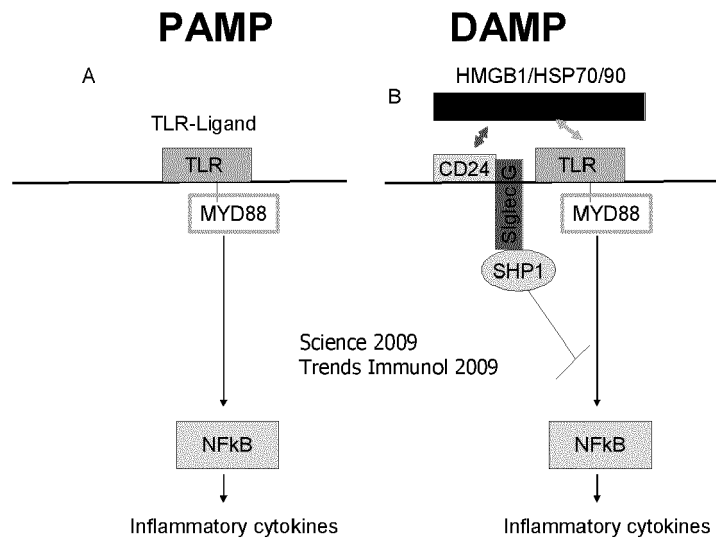 PAMP
A
TLR-Ligand
TLR
MYD88
NFkB
Inflammatory cytokines
DAMP
HMGB1/HSP70/90
B
CD24
Siglec G
TLR
MYD88
SHP1
Science 2009
Trends Immunol 2009
NFkB
Inflammatory cytokines